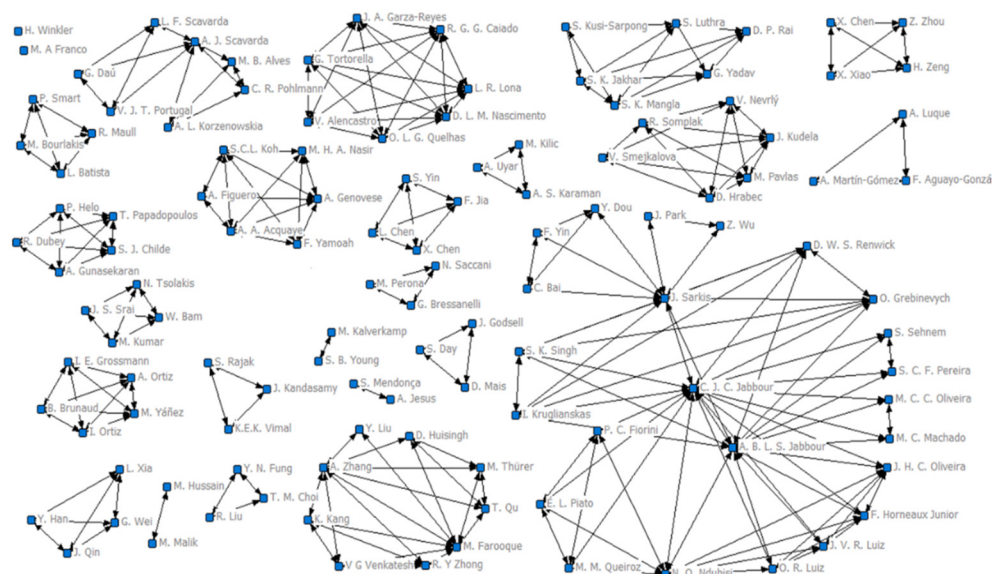 H. Winkler
M. A Franco
L. F. Scavarda
A. J. Scavarda
G. Daú
M. B. Alves
C. R. Pohlmann
V. J. T. Portugal
A. L. Korzenowskia
J. A. Garza-Reyes
R. G. G. Caiado
G. Tortorella
L. R. Lona
V. Alencastro
D. L. M. Nascimento
O. L. G. Quelhas
S. Kusi-Sarpong
S. Luthra
D. P. Rai
S. K. Jakhar
G. Yadav
S. K. Mangla
X. Chen
Z. Zhou
X. Xiao
H. Zeng
P. Smart
R. Maull
M. Bourlakis
L. Batista
S.C.L. Koh
M. H. A. Nasir
A. Figueroa
A. Genovese
A. A. Acquaye
F. Yamoah
M. Kilic
A. Uyar
A. S. Karaman
S. Yin
F. Jia
L. Chen
X. Chen
V. Nevrlý
R. Somplak
J. Kudela
V. Smejkalova
M. Pavlas
D. Hrabec
A. Luque
A. Martín-Gómez
F. Aguayo-Gonzá
P. Helo
T. Papadopoulos
R. Dubey
S. J. Childe
A. Gunasekaran
N. Tsolakis
J. S. Srai
W. Bam
M. Kumar
N. Saccani
M. Perona
G. Bressanelli
M. Kalverkamp
S. B. Young
J. Godsell
S. Day
D. Mais
S. Mendonça
A. Jesus
I. E. Grossmann
A. Ortiz
B. Brunaud
M. Yáñez
I. Ortiz
S. Rajak
J. Kandasamy
K.E.K. Vimal
L. Xia
Y. Han
G. Wei
J. Qin
M. Hussain
M. Malik
Y. N. Fung
T. M. Choi
R. Liu
Y. Liu
D. Huisingh
A. Zhang
M. Thürer
T. Qu
K. Kang
M. Farooque
V G Venkatesh
R. Y Zhong
Y. Dou
J. Park
F. Yin
Z. Wu
D. W. S. Renwick
C. Bai
J. Sarkis
O. Grebinevych
S. Sehnem
S. K. Singh
S. C. F. Pereira
C. J. C. Jabbour
M. C. C. Oliveira
I. Kruglianskas
P. C. Fiorini
M. C. Machado
A. B. L. S. Jabbour
J. H. C. Oliveira
E. L. Piato
F. Horneaux Junior
J. V. R. Luiz
M. M. Queiroz
O. R. Luiz
N. O. Ndubisi